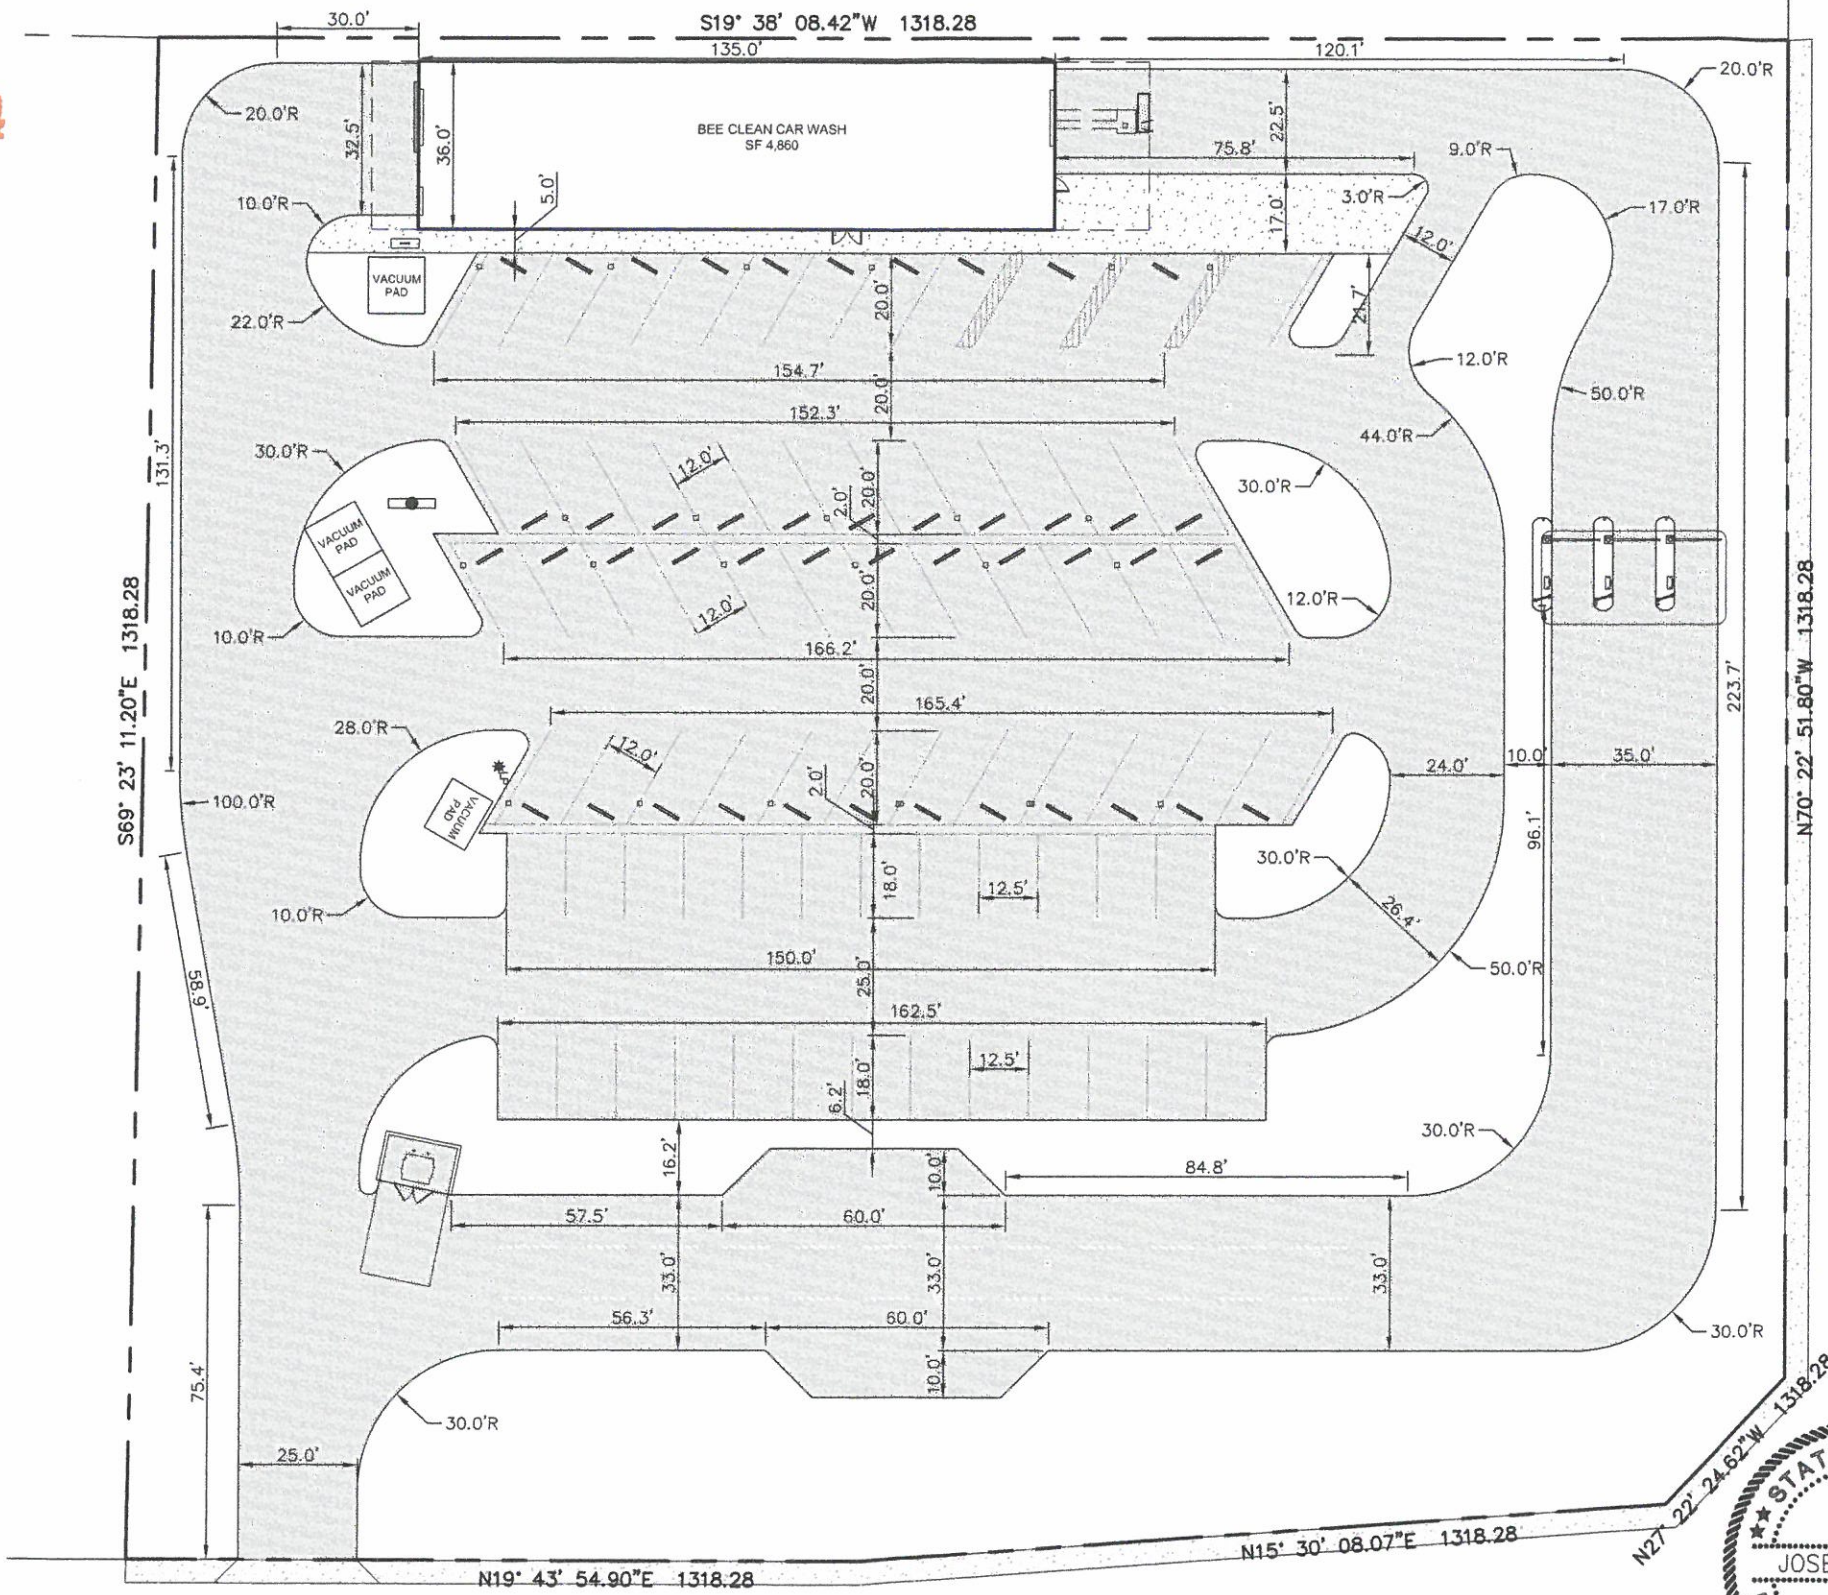 S19° 38' 08.42"W 1318.28
30.0'
135.0'
120.1'
20.0'R
20.0'R
32.5'
36.0'
BEE CLEAN CAR WASH
SF 4,860
22.5'
75.8'
9.0'R
5.0'
3.0'R
17.0'R
10.0'R
17.0'
12.0'
VACUUM
PAD
20.0'
21.7'
22.0'R
12.0'R
154.7'
20.0'
50.0'R
152.3'
44.0'R
30.0'R
131.3'
12.0'
20.0'
30.0'R
2.0'
VACUUM
PAD
VACUUM
PAD
20.0'
12.0'
12.0'R
10.0'R
166.2'
S69° 23' 11.20"E 1318.28
N70° 22' 51.80"W 1318.28
20.0'
223.7'
165.4'
28.0'R
12.0'
20.0'
2.0'
24.0'
10.0'
35.0'
100.0'R
VACUUM
PAD
96.1'
30.0'R
18.0'
12.5'
10.0'R
26.4'
58.9'
150.0'
25.0'
50.0'R
162.5'
12.5'
18.0'
6.2'
30.0'R
16.2'
10.0'
84.8'
57.5'
60.0'
33.0'
33.0'
33.0'
56.3'
60.0'
30.0'R
75.4'
10.0'
30.0'R
25.0'
N27° 22' 24.62"W 1318.28
STAT
N15° 30' 08.07"E 1318.28
JOSE
N19° 43' 54.90"E 1318.28